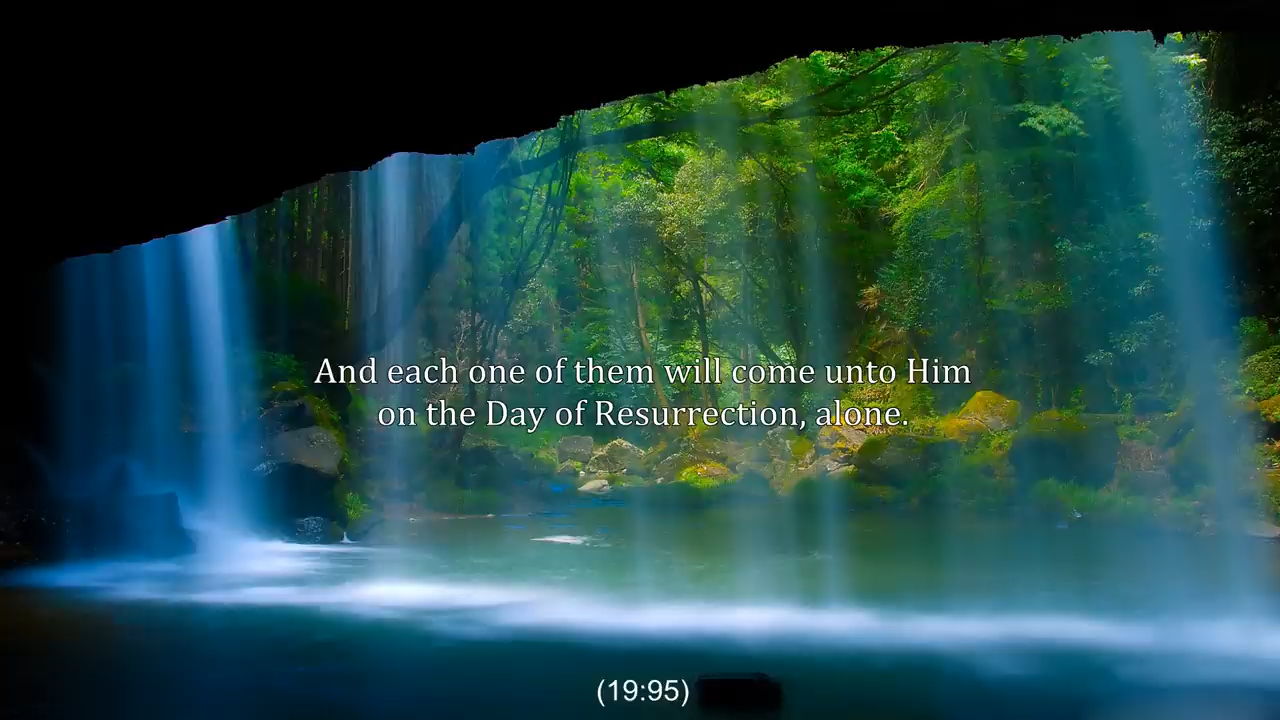 And each one of them will come unto Him
on the Day of Resurrection, alone.
(19:95)